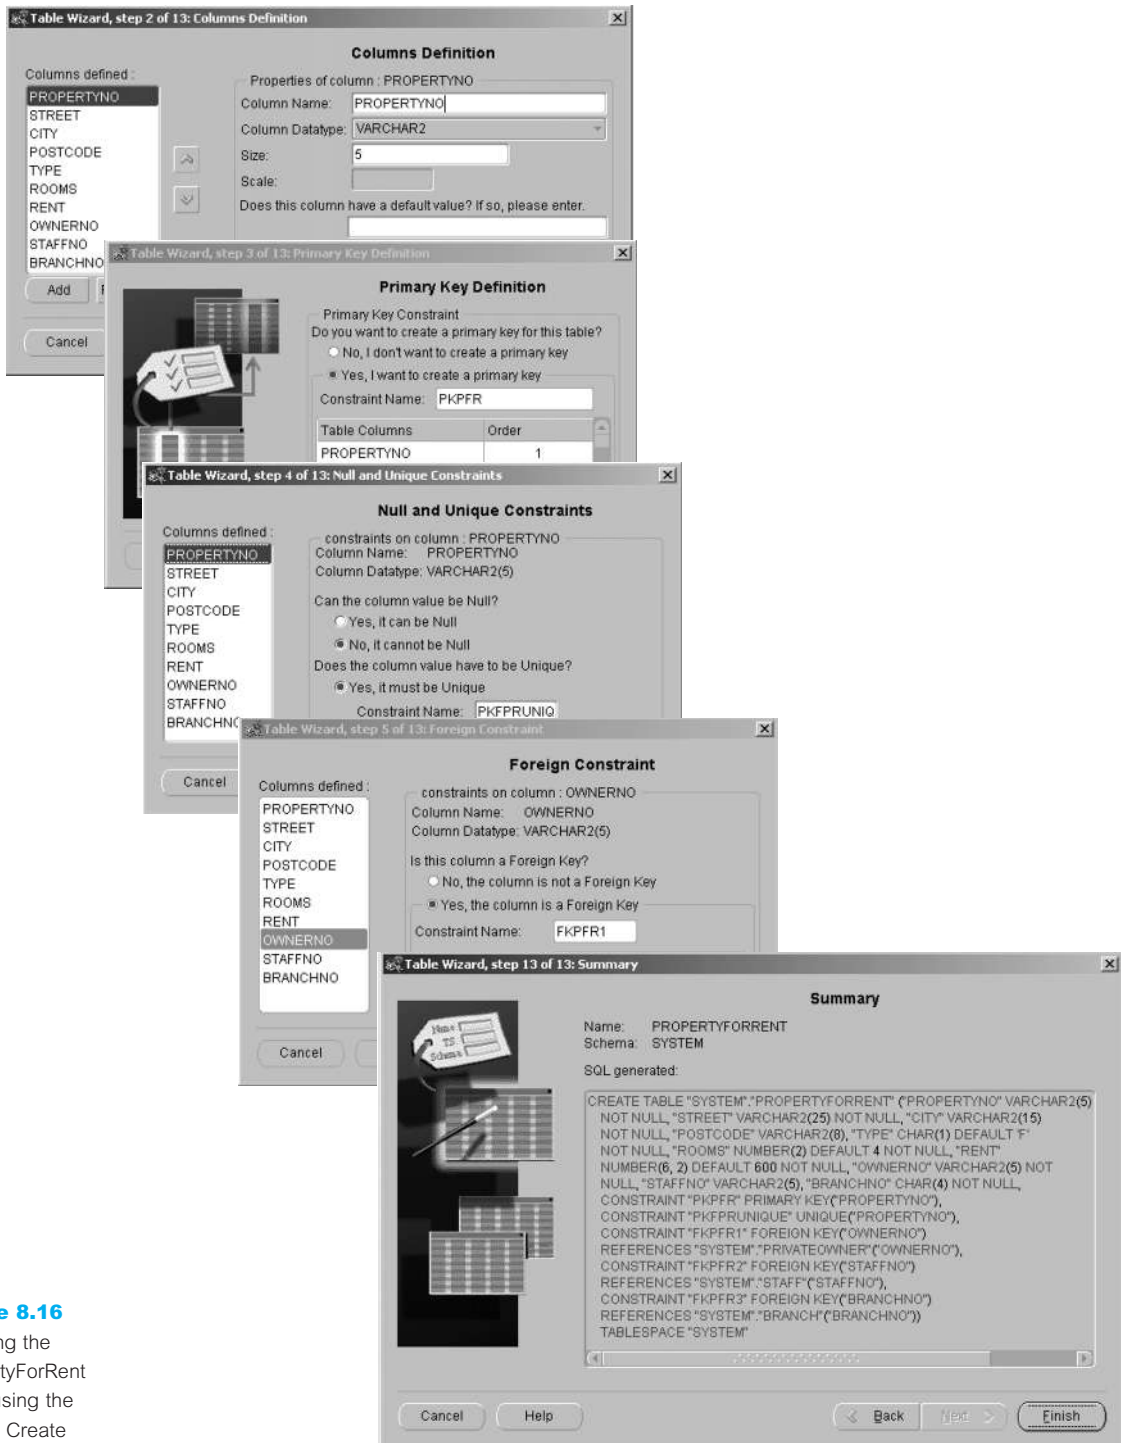 Table Wizard, step 2 of 13: Columns Definition
Columns Definition
Columns defined :
PROPERTYNO
STREET
CITY
POSTCODE
TYPE
ROOMS
RENT
OWNERNO
STAFFNO
BRANCHNO
Add
Cancel
Properties of column : PROPERTYNO
Column Name: PROPERTYNO
Column Datatype: VARCHAR2
Size: 5
Scale:
Does this column have a default value? If so, please enter.
Table Wizard, step 3 of 13: Primary Key Definition
Primary Key Definition
Primary Key Constraint
Do you want to create a primary key for this table?
No, I don't want to create a primary key
Yes, I want to create a primary key
Constraint Name: PKPFR
Table Columns Order
PROPERTYNO 1
Table Wizard, step 4 of 13: Null and Unique Constraints
Null and Unique Constraints
Columns defined :
PROPERTYNO
STREET
CITY
POSTCODE
TYPE
ROOMS
RENT
OWNERNO
STAFFNO
BRANCHNO
Cancel
constraints on column : PROPERTYNO
Column Name: PROPERTYNO
Column Datatype: VARCHAR2(5)
Can the column value be Null?
Yes, it can be Null
No, it cannot be Null
Does the column value have to be Unique?
Yes, it must be Unique
Constraint Name: PKFPRUNIQ
Table Wizard, step 5 of 13: Foreign Constraint
Foreign Constraint
Columns defined :
PROPERTYNO
STREET
CITY
POSTCODE
TYPE
ROOMS
RENT
OWNERNO
STAFFNO
BRANCHNO
Cancel
constraints on column : OWNERNO
Column Name: OWNERNO
Column Datatype: VARCHAR2(5)
Is this column a Foreign Key?
No, the column is not a Foreign Key
Yes, the column is a Foreign Key
Constraint Name: FKPFR1
Table Wizard, step 13 of 13: Summary
Summary
Name
TS
Schema
Name: PROPERTYFORRENT
Schema: SYSTEM
SQL generated:
CREATE TABLE "SYSTEM"."PROPERTYFORRENT" ("PROPERTYNO" VARCHAR2(5)
NOT NULL, "STREET" VARCHAR2(25) NOT NULL, "CITY" VARCHAR2(15)
NOT NULL, "POSTCODE" VARCHAR2(8), "TYPE" CHAR(1) DEFAULT 'F'
NOT NULL, "ROOMS" NUMBER(2) DEFAULT 4 NOT NULL, "RENT"
NUMBER(6, 2) DEFAULT 600 NOT NULL, "OWNERNO" VARCHAR2(5) NOT
NULL, "STAFFNO" VARCHAR2(5), "BRANCHNO" CHAR(4) NOT NULL,
CONSTRAINT "PKPFR" PRIMARY KEY("PROPERTYNO"),
CONSTRAINT "PKFPRUNIQUE" UNIQUE("PROPERTYNO"),
CONSTRAINT "FKPFR1" FOREIGN KEY("OWNERNO")
REFERENCES "SYSTEM"."PRIVATEOWNER"("OWNERNO"),
CONSTRAINT "FKPFR2" FOREIGN KEY("STAFFNO")
REFERENCES "SYSTEM"."STAFF"("STAFFNO"),
CONSTRAINT "FKPFR3" FOREIGN KEY("BRANCHNO")
REFERENCES "SYSTEM"."BRANCH"("BRANCHNO"))
TABLESPACE "SYSTEM"
Cancel Help Back Next Finish
e 8.16
ng the
tyForRent
using the
Create